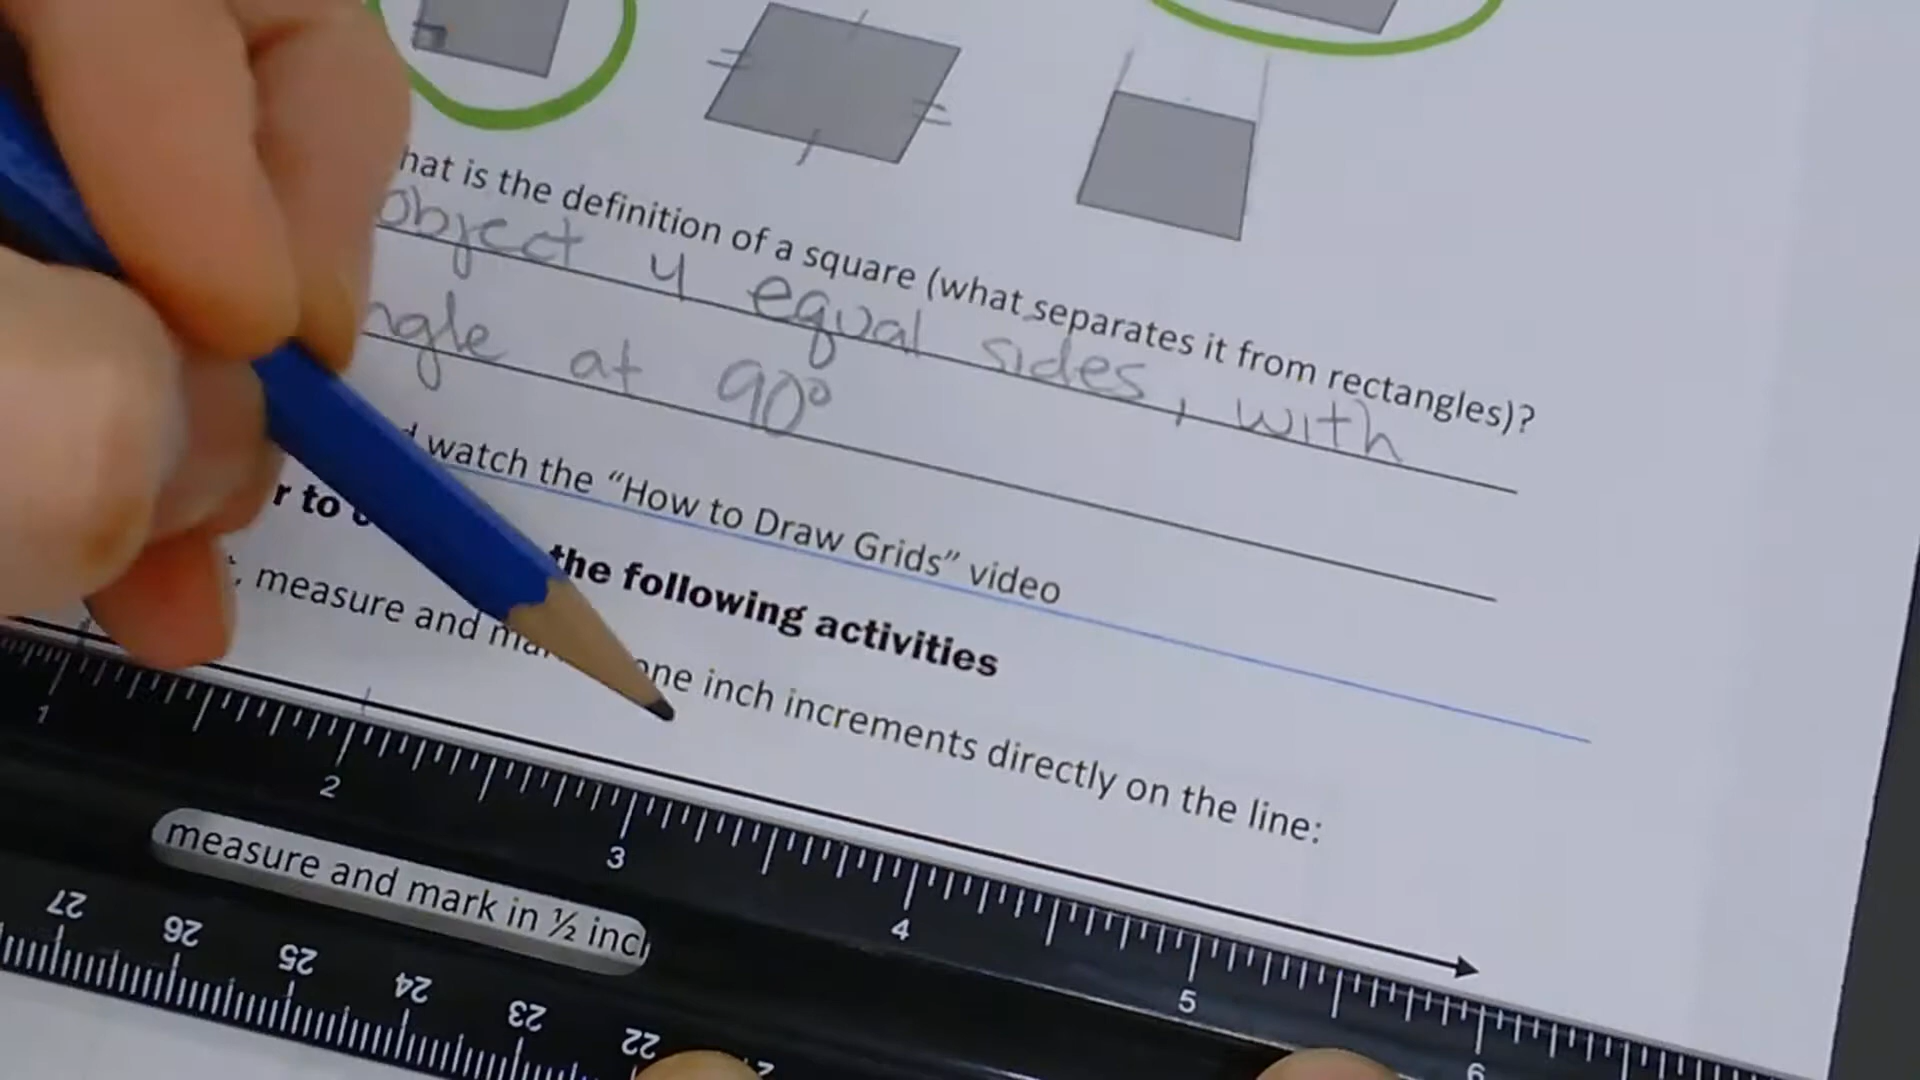 hat is the definition of a square (what separates it from rectangles)?
object 4 equal sides, with
ngle at 90°
watch the “How to Draw Grids” video
r to the following activities
, measure and one inch increments directly on the line:
1 2 3 4 5 6
measure and mark in ½ incl
27 26 25 24 23 22